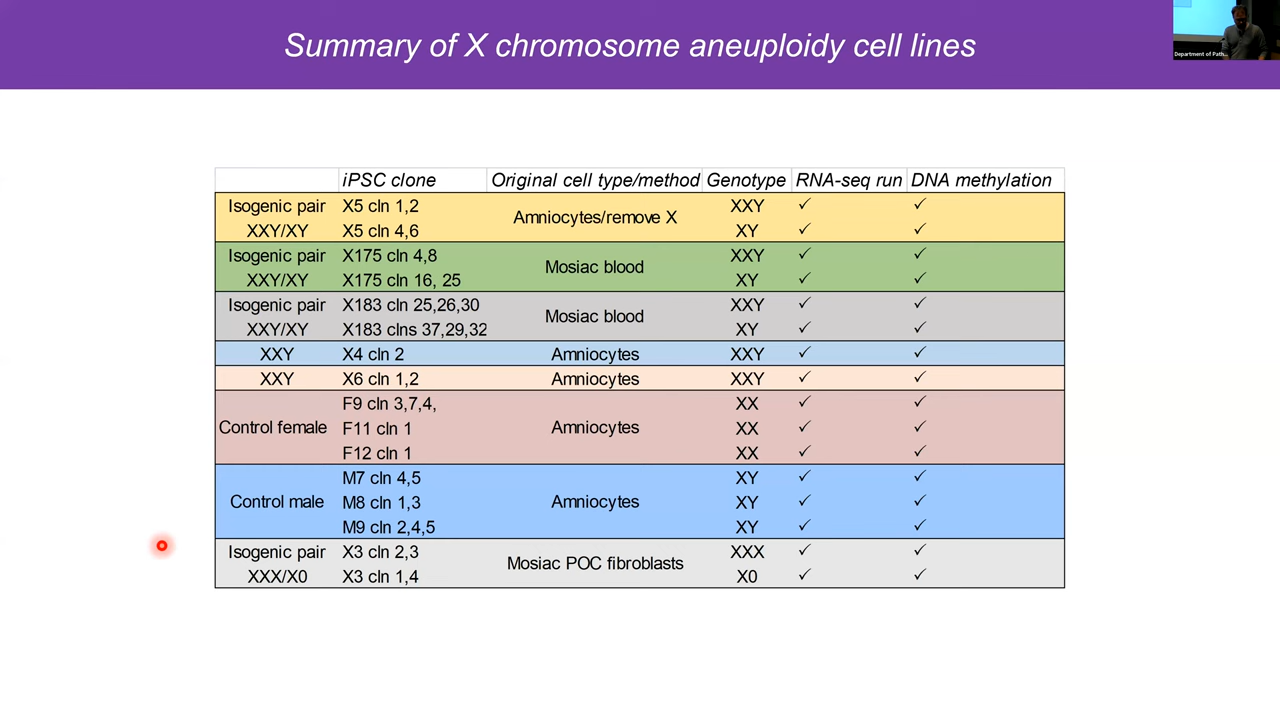 Summary of X chromosome aneuploidy cell lines
Department of Path...
iPSC clone Original cell type/method Genotype RNA-seq run DNA methylation
Isogenic pair X5 cln 1,2 Amniocytes/remove X XXY ✓ ✓
XXY/XY X5 cln 4,6 XY ✓ ✓
Isogenic pair X175 cln 4,8 Mosiac blood XXY ✓ ✓
XXY/XY X175 cln 16, 25 XY ✓ ✓
Isogenic pair X183 cln 25,26,30 Mosiac blood XXY ✓ ✓
XXY/XY X183 clns 37,29,32 XY ✓ ✓
XXY X4 cln 2 Amniocytes XXY ✓ ✓
XXY X6 cln 1,2 Amniocytes XXY ✓ ✓
Control female F9 cln 3,7,4, Amniocytes XX ✓ ✓
F11 cln 1 XX ✓ ✓
F12 cln 1 XX ✓ ✓
Control male M7 cln 4,5 Amniocytes XY ✓ ✓
M8 cln 1,3 XY ✓ ✓
M9 cln 2,4,5 XY ✓ ✓
Isogenic pair X3 cln 2,3 Mosiac POC fibroblasts XXX ✓ ✓
XXX/X0 X3 cln 1,4 X0 ✓ ✓